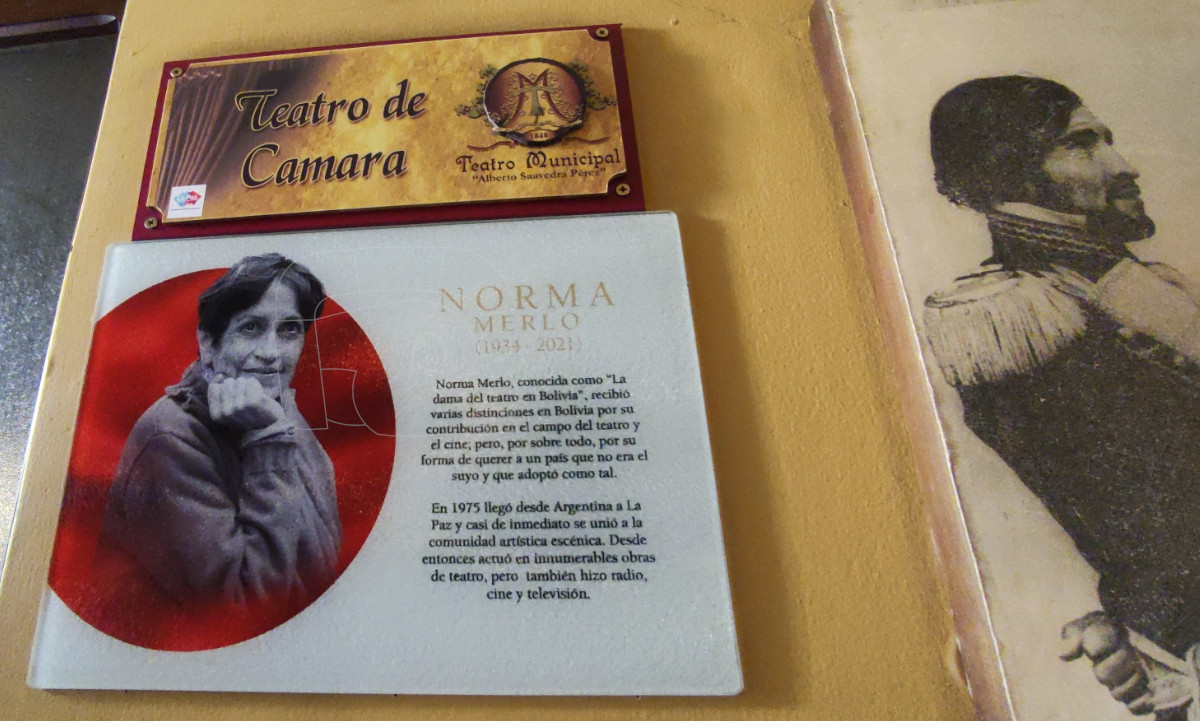 Teatro de
Camara
MT
1845
Teatro Municipal
"Alberto Saavedra Pérez"
NORMA
MERLO
(1934 - 2021)
Norma Merlo, conocida como "La
dama del teatro en Bolivia", recibió
varias distinciones en Bolivia por su
contribución en el campo del teatro y
el cine; pero, por sobre todo, por su
forma de querer a un país que no era el
suyo y que adoptó como tal.
En 1975 llegó desde Argentina a La
Paz y casi de inmediato se unió a la
comunidad artística escénica. Desde
entonces actuó en innumerables obras
de teatro, pero también hizo radio,
cine y televisión.